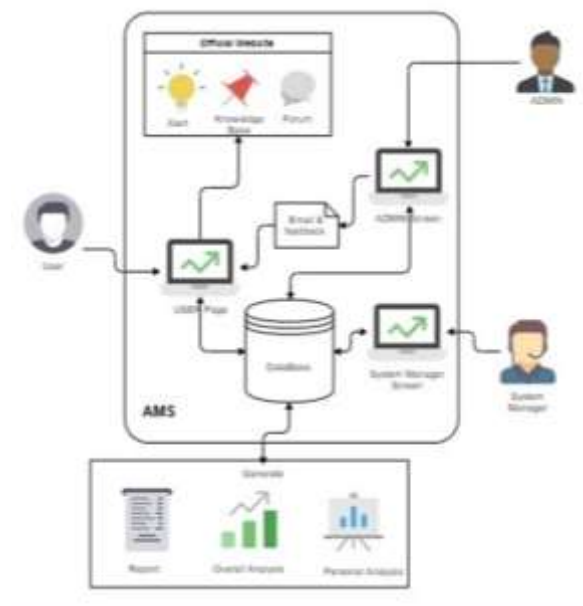 Official Website
ADMIN
Start
Knowledge
Base
Forum
Email &
feedback
ADMIN Screen
User
USER Page
DataBase
System Manager
Screen
System
Manager
AMS
Generate
Report
Overall Analysis
Personal Analysis